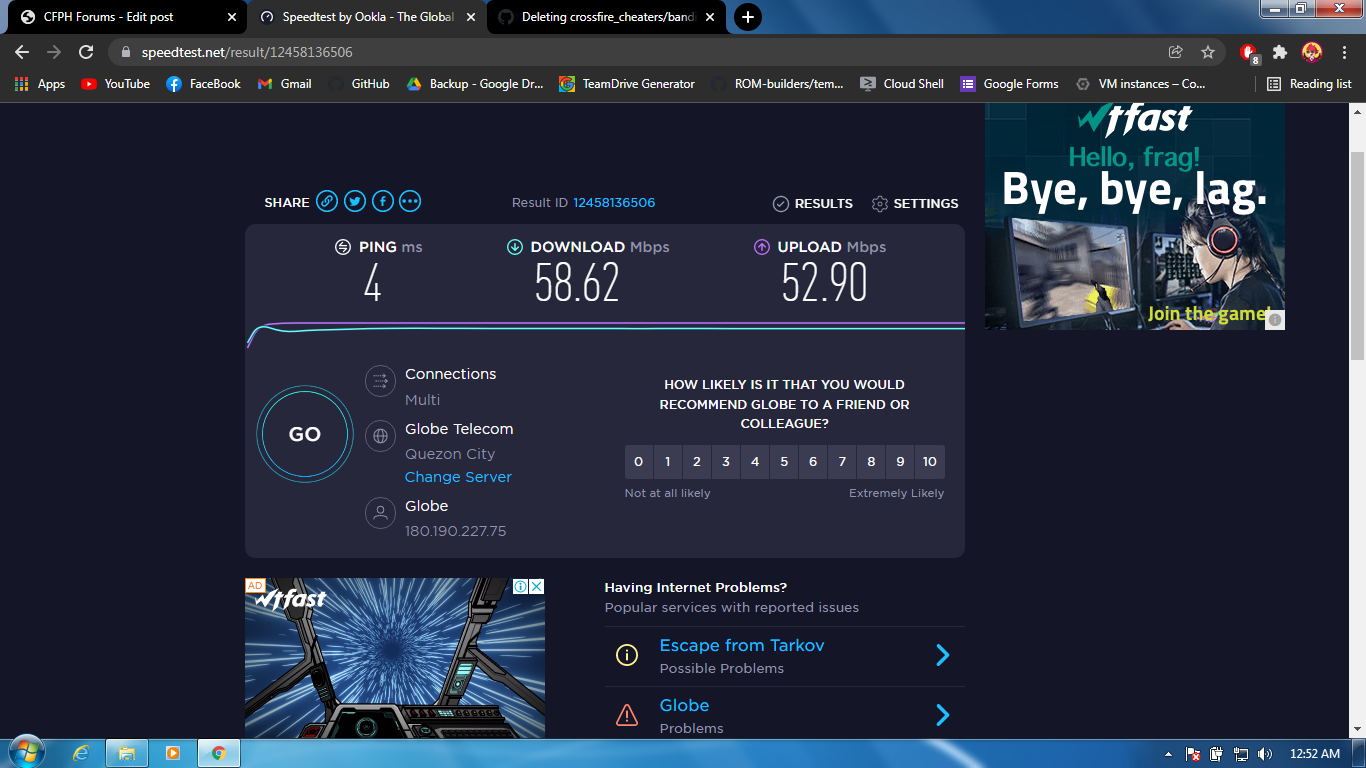 CFPH Forums - Edit post
Speedtest by Ookla - The Global
Deleting crossfire_cheaters/bandi
speedtest.net/result/12458136506
8
Apps
YouTube
FaceBook
Gmail
GitHub
Backup - Google Dr...
TeamDrive Generator
ROM-builders/tem...
Cloud Shell
Google Forms
VM instances – Co...
Reading list
wtfast
Hello, frag!
Bye, bye, lag.
Join the game!
SHARE
Result ID 12458136506
RESULTS
SETTINGS
PING ms
DOWNLOAD Mbps
UPLOAD Mbps
4
58.62
52.90
GO
Connections
Multi
Globe Telecom
Quezon City
Change Server
Globe
180.190.227.75
HOW LIKELY IS IT THAT YOU WOULD
RECOMMEND GLOBE TO A FRIEND OR
COLLEAGUE?
0 1 2 3 4 5 6 7 8 9 10
Not at all likely
Extremely Likely
AD
wtfast
Having Internet Problems?
Popular services with reported issues
Escape from Tarkov
Possible Problems
Globe
Problems
12:52 AM